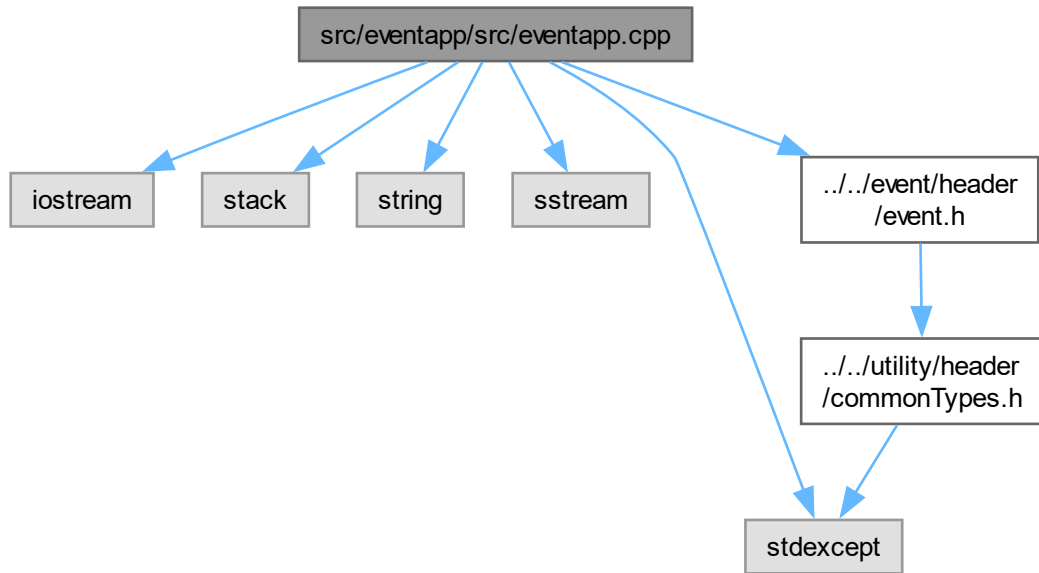 src/eventapp/src/eventapp.cpp
iostream
stack
string
sstream
../../event/header
/event.h
../../utility/header
/commonTypes.h
stdexcept